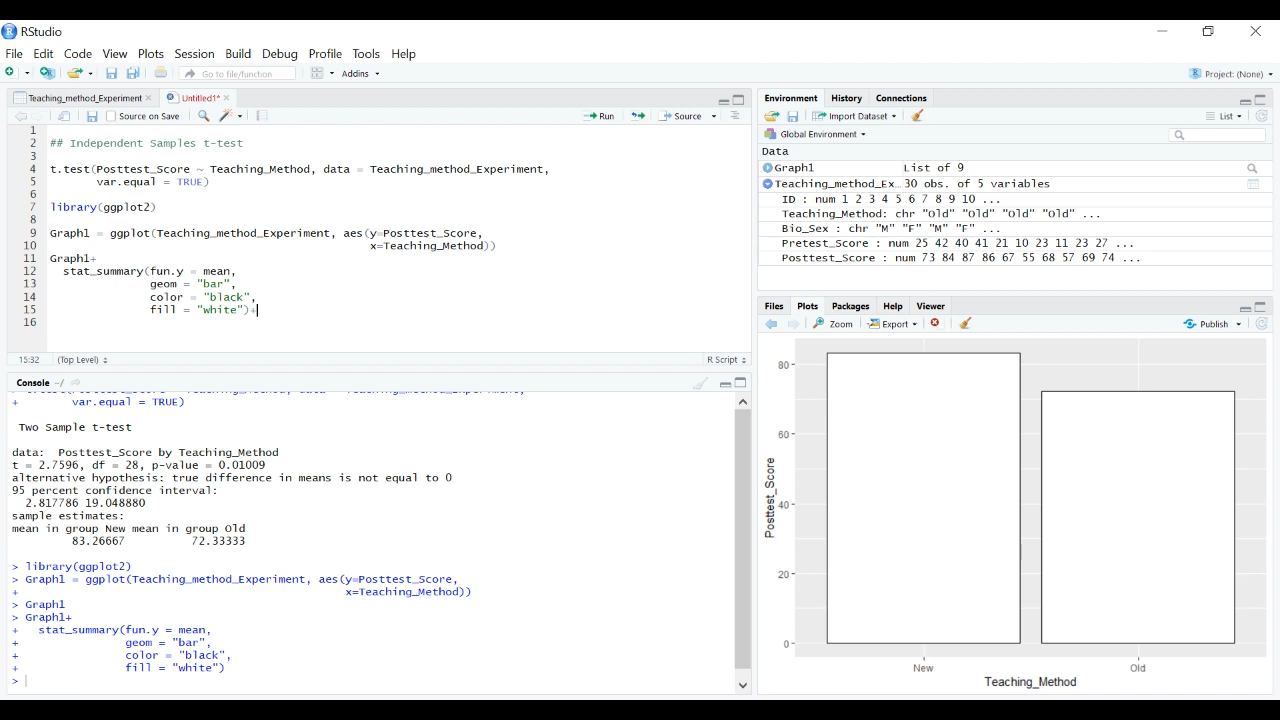 RStudio
File Edit Code View Plots Session Build Debug Profile Tools Help
Go to file/function Addins Project: (None)
Teaching_method_Experiment Untitled1*
Source on Save Run Source
1
2 ## Independent Samples t-test
3
4 t.test(Posttest_Score ~ Teaching_Method, data = Teaching_method_Experiment,
5 var.equal = TRUE)
6
7 library(ggplot2)
8
9 Graph1 = ggplot(Teaching_method_Experiment, aes(y=Posttest_Score,
10 x=Teaching_Method))
11 Graph1+
12 stat_summary(fun.y = mean,
13 geom = "bar",
14 color = "black",
15 fill = "white")+
16
15:32 (Top Level) R Script
Console ~/
+ var.equal = TRUE)
Two Sample t-test
data: Posttest_Score by Teaching_Method
t = 2.7596, df = 28, p-value = 0.01009
alternative hypothesis: true difference in means is not equal to 0
95 percent confidence interval:
2.817786 19.048880
sample estimates:
mean in group New mean in group Old
83.26667 72.33333
> library(ggplot2)
> Graph1 = ggplot(Teaching_method_Experiment, aes(y=Posttest_Score,
+ x=Teaching_Method))
> Graph1
> Graph1+
+ stat_summary(fun.y = mean,
+ geom = "bar",
+ color = "black",
+ fill = "white")
>
Environment History Connections
Import Dataset List
Global Environment
Data
Graph1 List of 9
Teaching_method_Ex… 30 obs. of 5 variables
ID : num 1 2 3 4 5 6 7 8 9 10 ...
Teaching_Method: chr "Old" "Old" "Old" "Old" ...
Bio_Sex : chr "M" "F" "M" "F" ...
Pretest_Score : num 25 42 40 41 21 10 23 11 23 27 ...
Posttest_Score : num 73 84 87 86 67 55 68 57 69 74 ...
Files Plots Packages Help Viewer
Zoom Export Publish
80
60
40
20
0
Posttest_Score
New Old
Teaching_Method